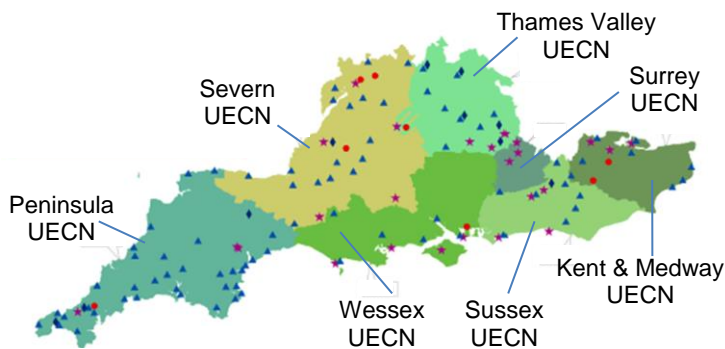 Thames Valley
UECN
Severn
UECN
Surrey
UECN
Peninsula
UECN
Kent & Medway
UECN
Wessex
UECN
Sussex
UECN